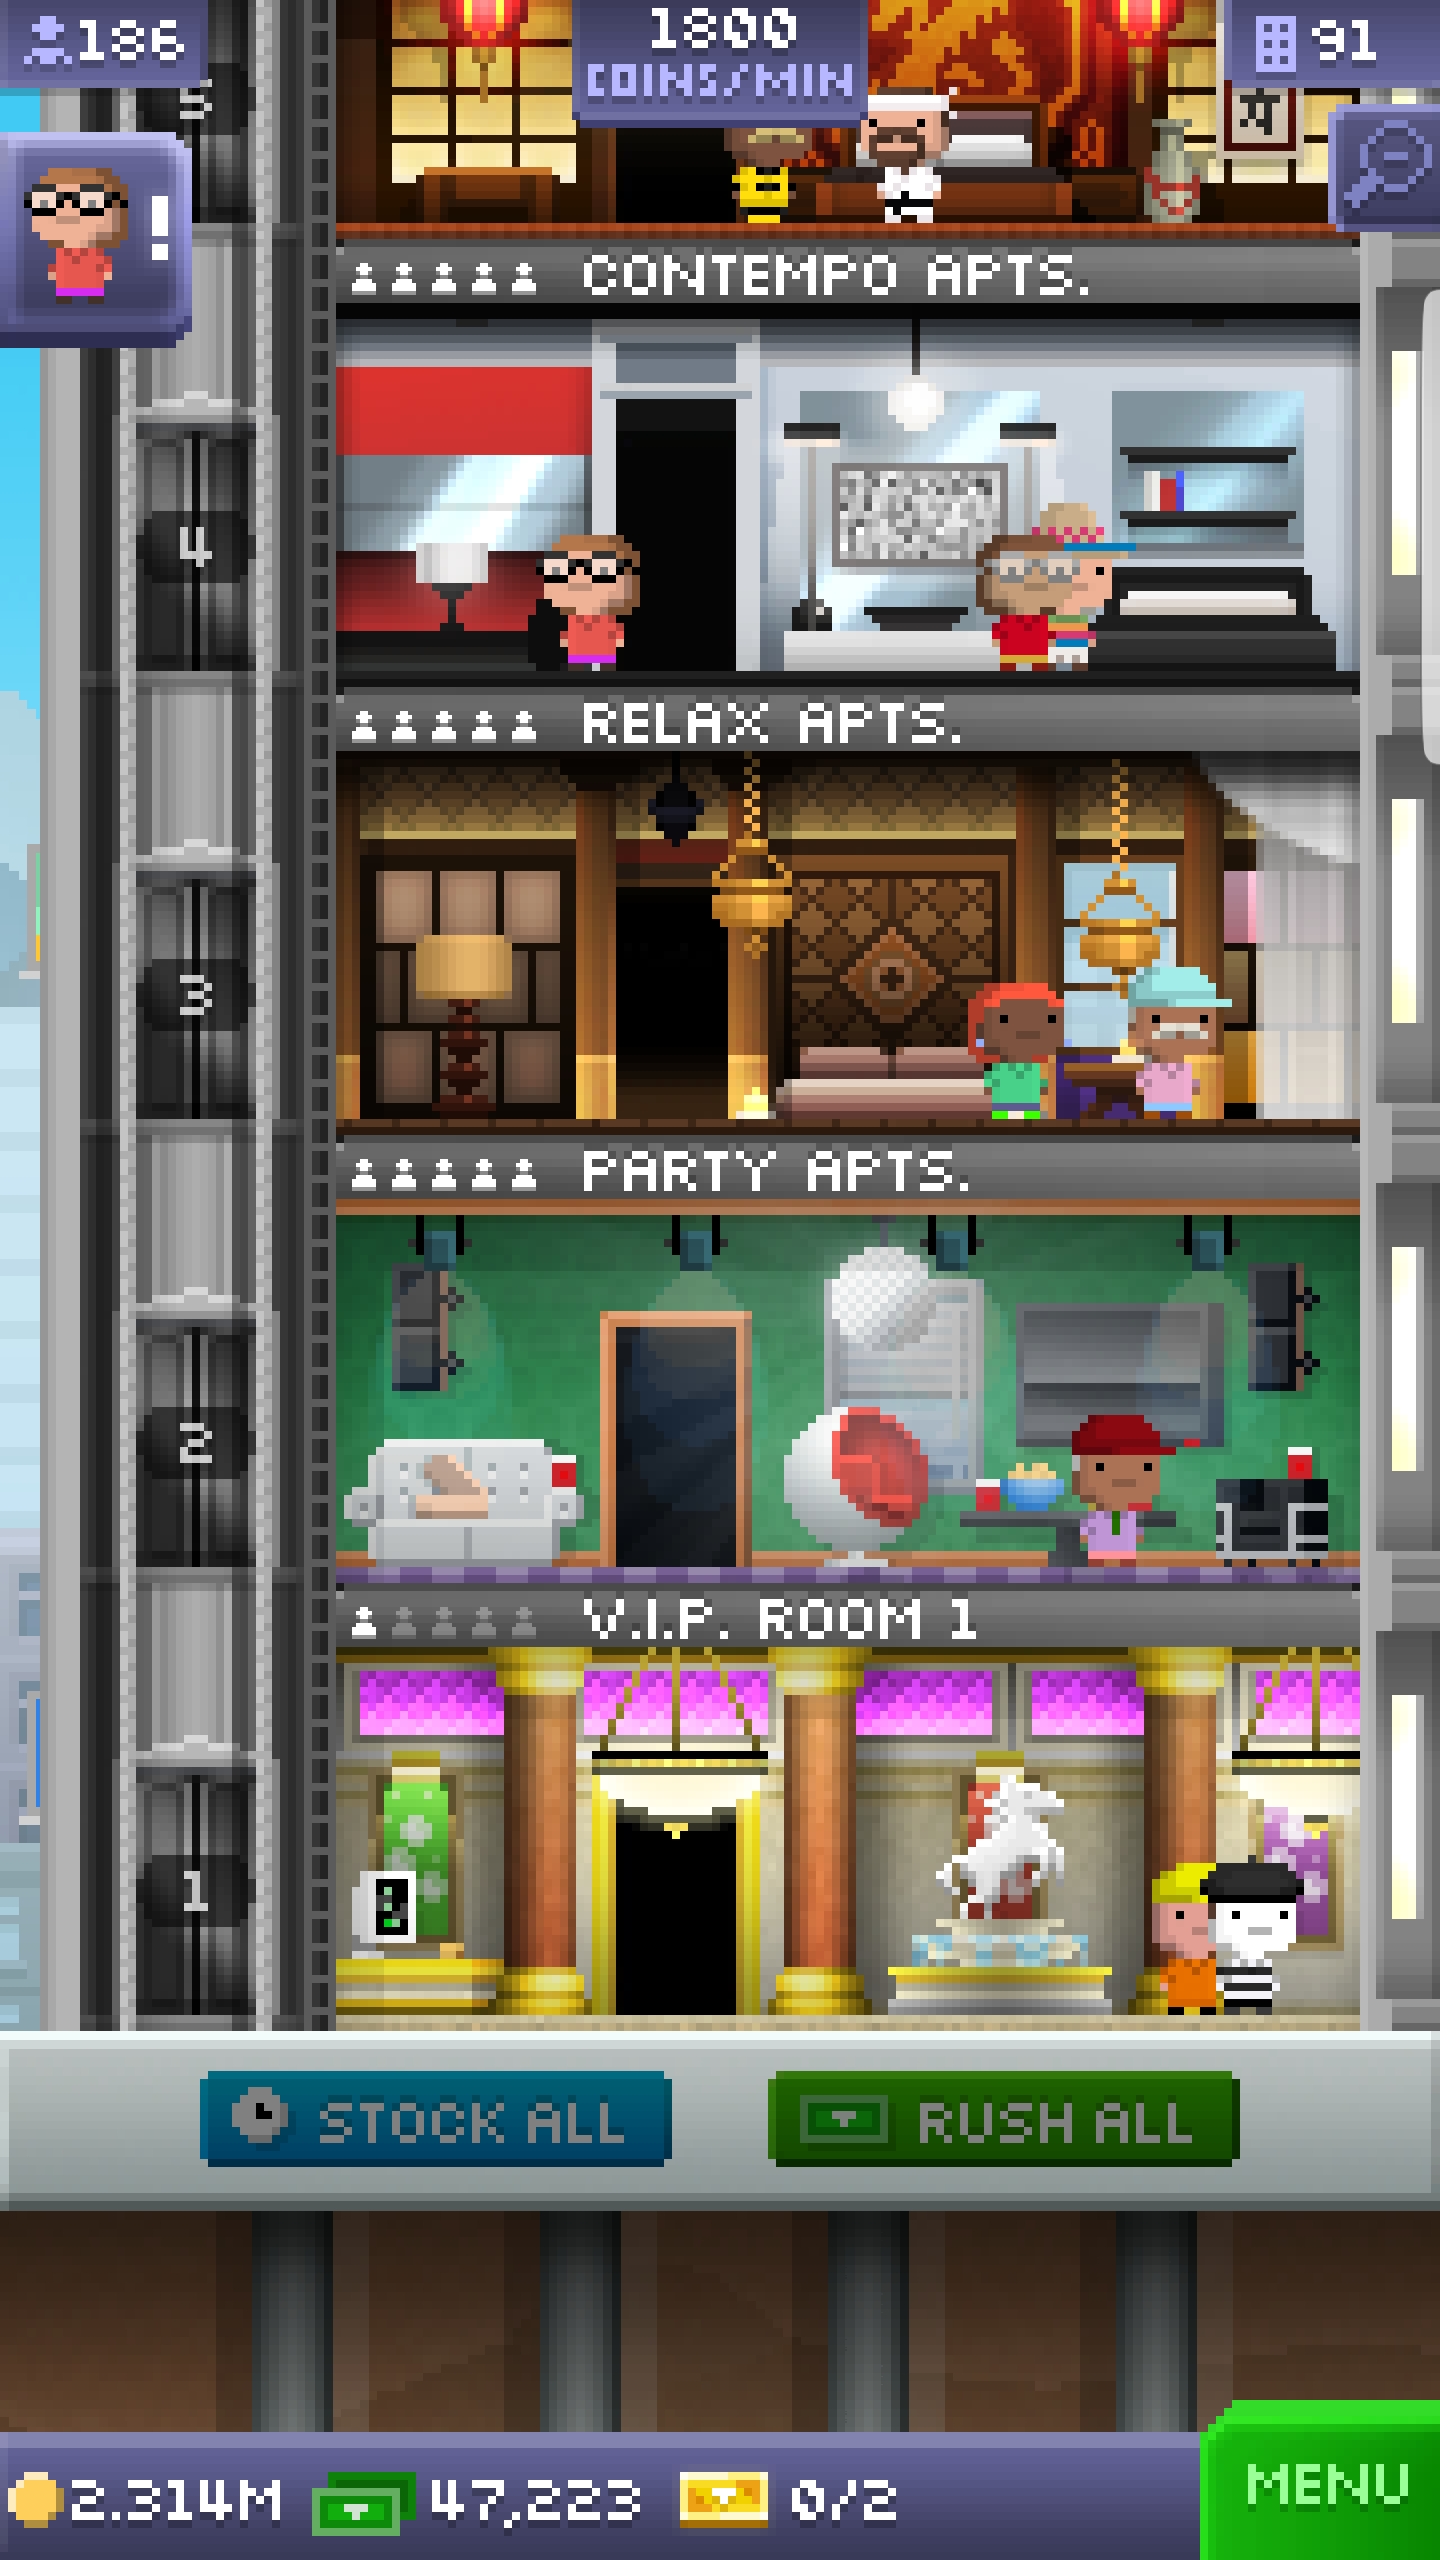 186
1800
COINS/MIN
91
5
!
CONTEMPO APTS.
4
RELAX APTS.
3
PARTY APTS.
2
V.I.P. ROOM 1
1
STOCK ALL
RUSH ALL
2.314M
47,223
0/2
MENU